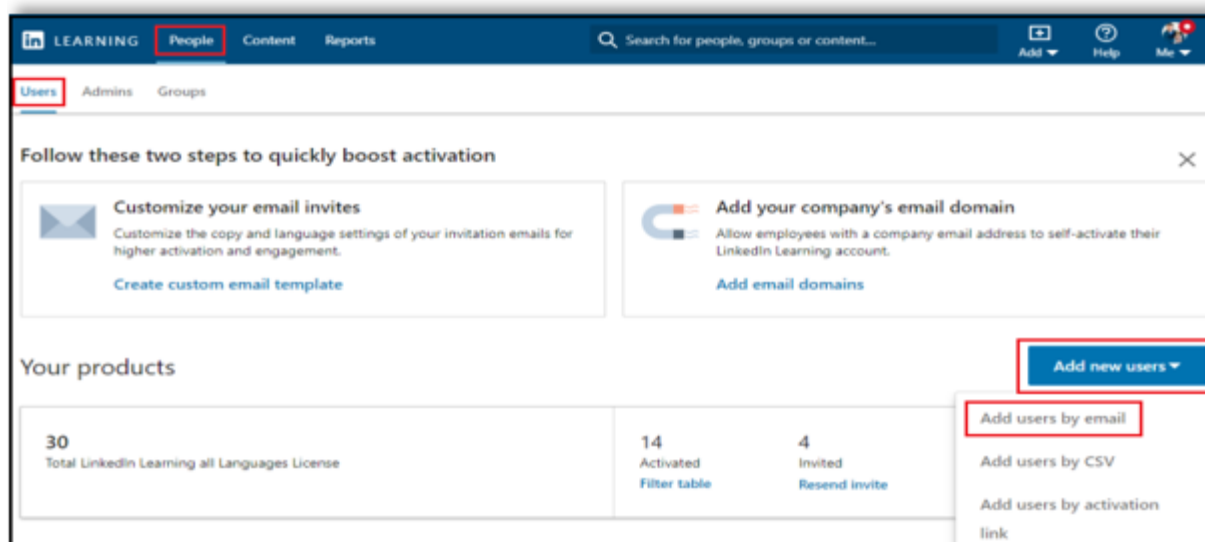 in LEARNING People Content Reports Search for people, groups or content... Add Help Me
Users Admins Groups
Follow these two steps to quickly boost activation
Customize your email invites
Customize the copy and language settings of your invitation emails for
higher activation and engagement.
Create custom email template
Add your company's email domain
Allow employees with a company email address to self-activate their
LinkedIn Learning account.
Add email domains
Your products
Add new users
Add users by email
Add users by CSV
Add users by activation
link
30
Total LinkedIn Learning all Languages License
14
Activated
Filter table
4
Invited
Resend invite